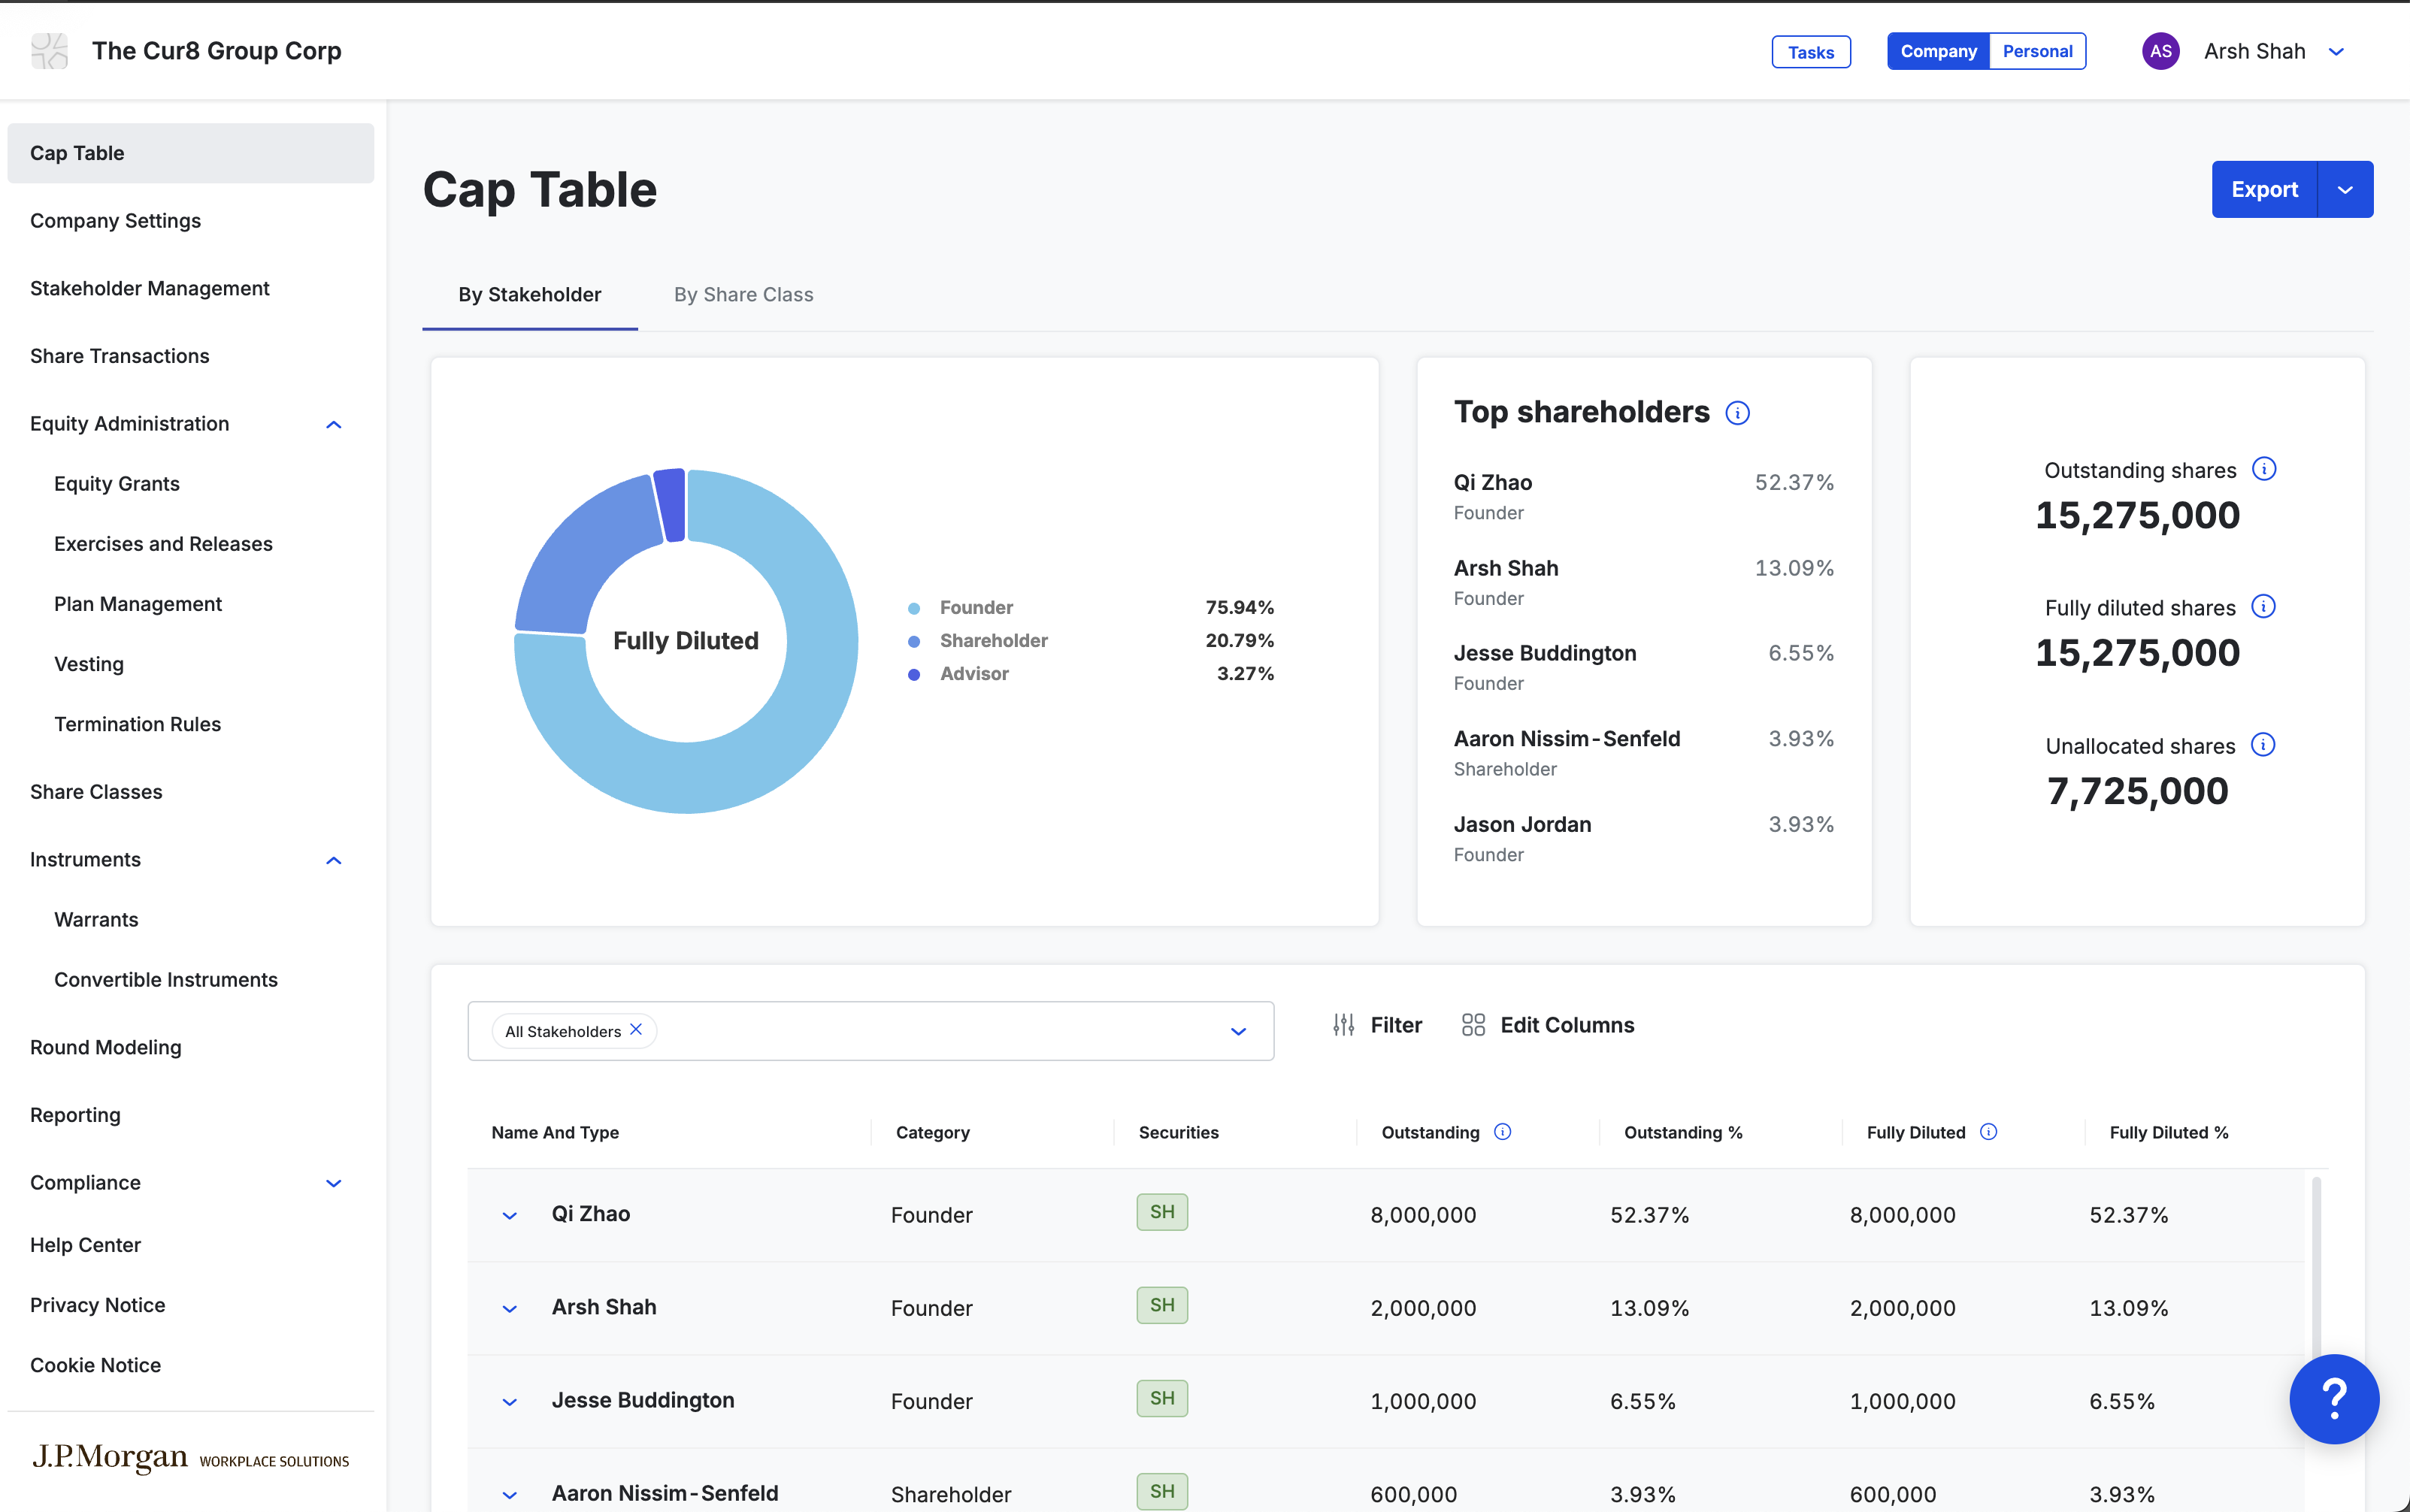 The Cur8 Group Corp
Tasks
Company
Personal
AS
Arsh Shah
Cap Table
Company Settings
Stakeholder Management
Share Transactions
Equity Administration
Equity Grants
Exercises and Releases
Plan Management
Vesting
Termination Rules
Share Classes
Instruments
Warrants
Convertible Instruments
Round Modeling
Reporting
Compliance
Help Center
Privacy Notice
Cookie Notice
J.P.Morgan WORKPLACE SOLUTIONS
Cap Table
Export
By Stakeholder
By Share Class
Fully Diluted
Founder 75.94%
Shareholder 20.79%
Advisor 3.27%
Top shareholders
Qi Zhao 52.37%
Founder
Arsh Shah 13.09%
Founder
Jesse Buddington 6.55%
Founder
Aaron Nissim-Senfeld 3.93%
Shareholder
Jason Jordan 3.93%
Founder
Outstanding shares
15,275,000
Fully diluted shares
15,275,000
Unallocated shares
7,725,000
All Stakeholders
Filter
Edit Columns
Name And Type Category Securities Outstanding Outstanding % Fully Diluted Fully Diluted %
Qi Zhao Founder SH 8,000,000 52.37% 8,000,000 52.37%
Arsh Shah Founder SH 2,000,000 13.09% 2,000,000 13.09%
Jesse Buddington Founder SH 1,000,000 6.55% 1,000,000 6.55%
Aaron Nissim-Senfeld Shareholder SH 600,000 3.93% 600,000 3.93%
?